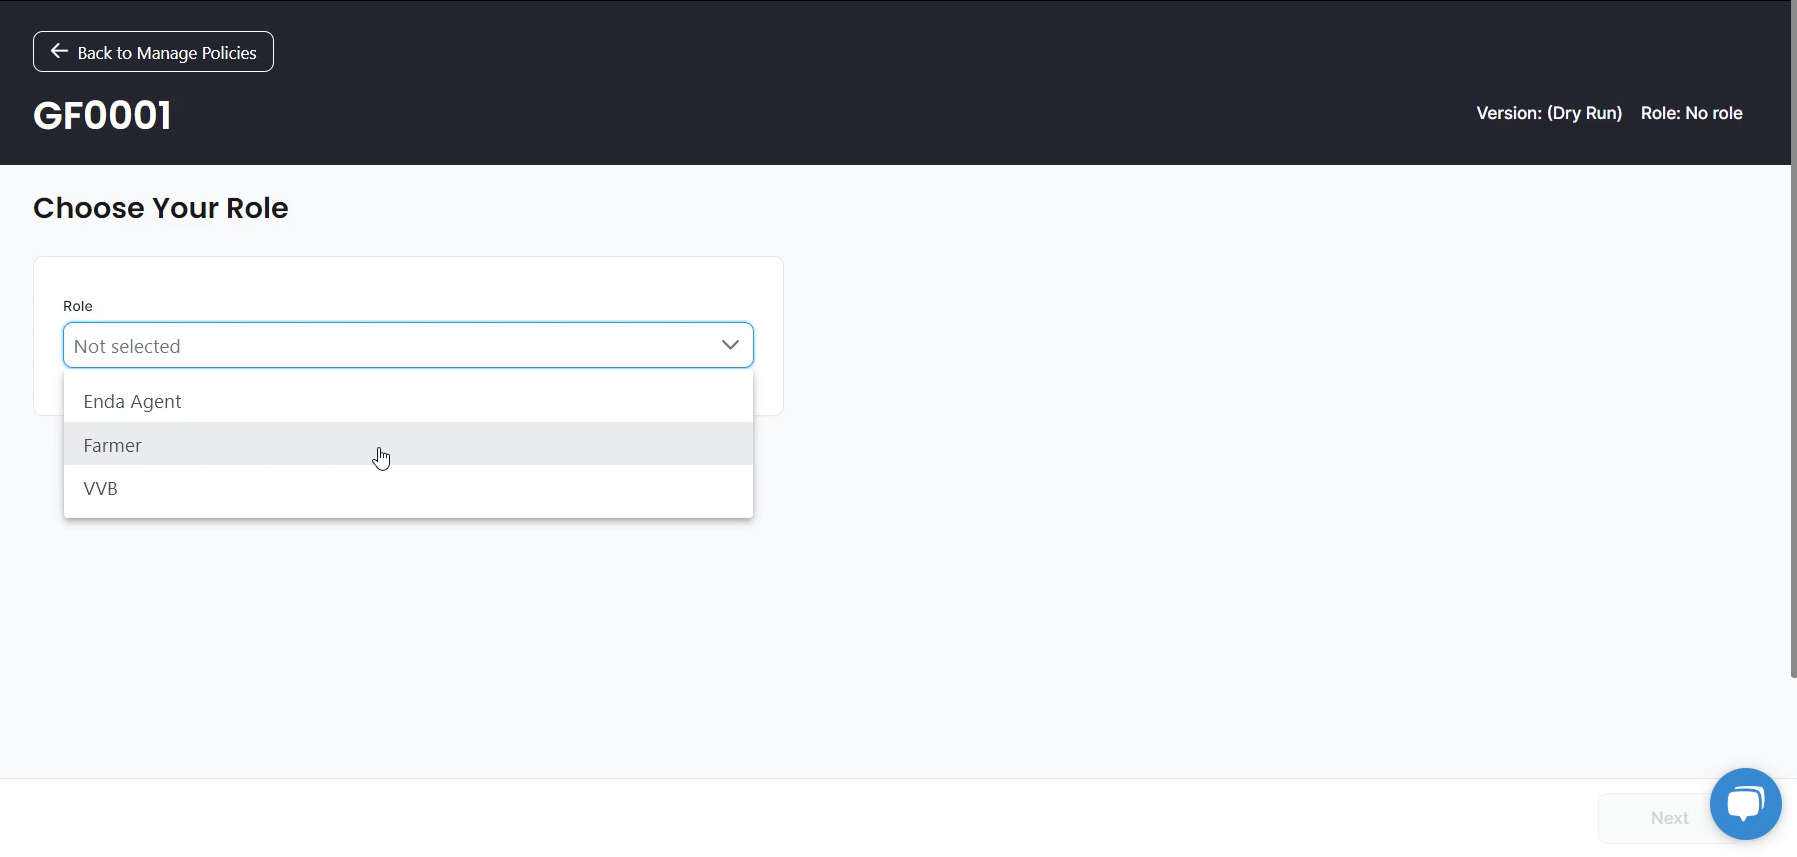 Back to Manage Policies
GF0001
Version: (Dry Run) Role: No role
Choose Your Role
Role
Not selected
Enda Agent
Farmer
VVB
Next